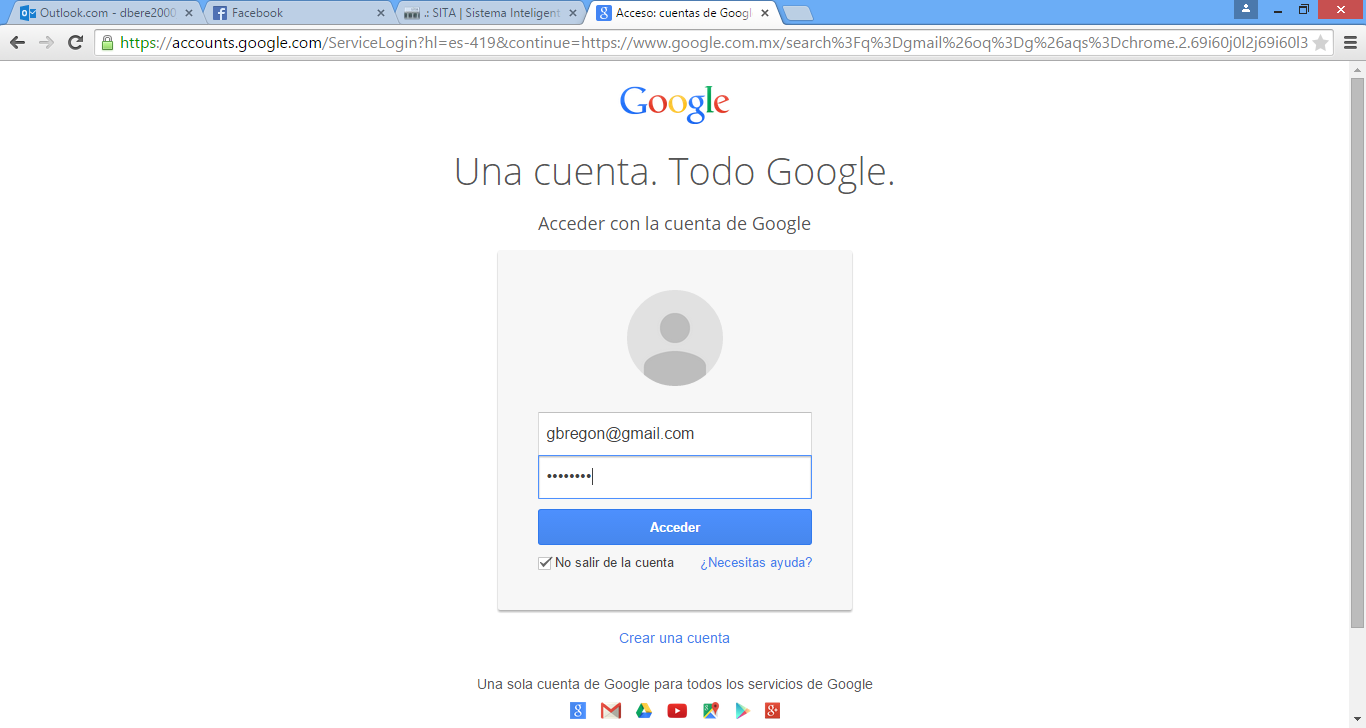 Outlook.com - dbere2000
Facebook
.: SITA | Sistema Inteligent
Acceso: cuentas de Googl
https://accounts.google.com/ServiceLogin?hl=es-419&continue=https://www.google.com.mx/search%3Fq%3Dgmail%26oq%3Dg%26aqs%3Dchrome.2.69i60j0l2j69i60l3
Google
Una cuenta. Todo Google.
Acceder con la cuenta de Google
gbregon@gmail.com
••••••••
Acceder
No salir de la cuenta
¿Necesitas ayuda?
Crear una cuenta
Una sola cuenta de Google para todos los servicios de Google